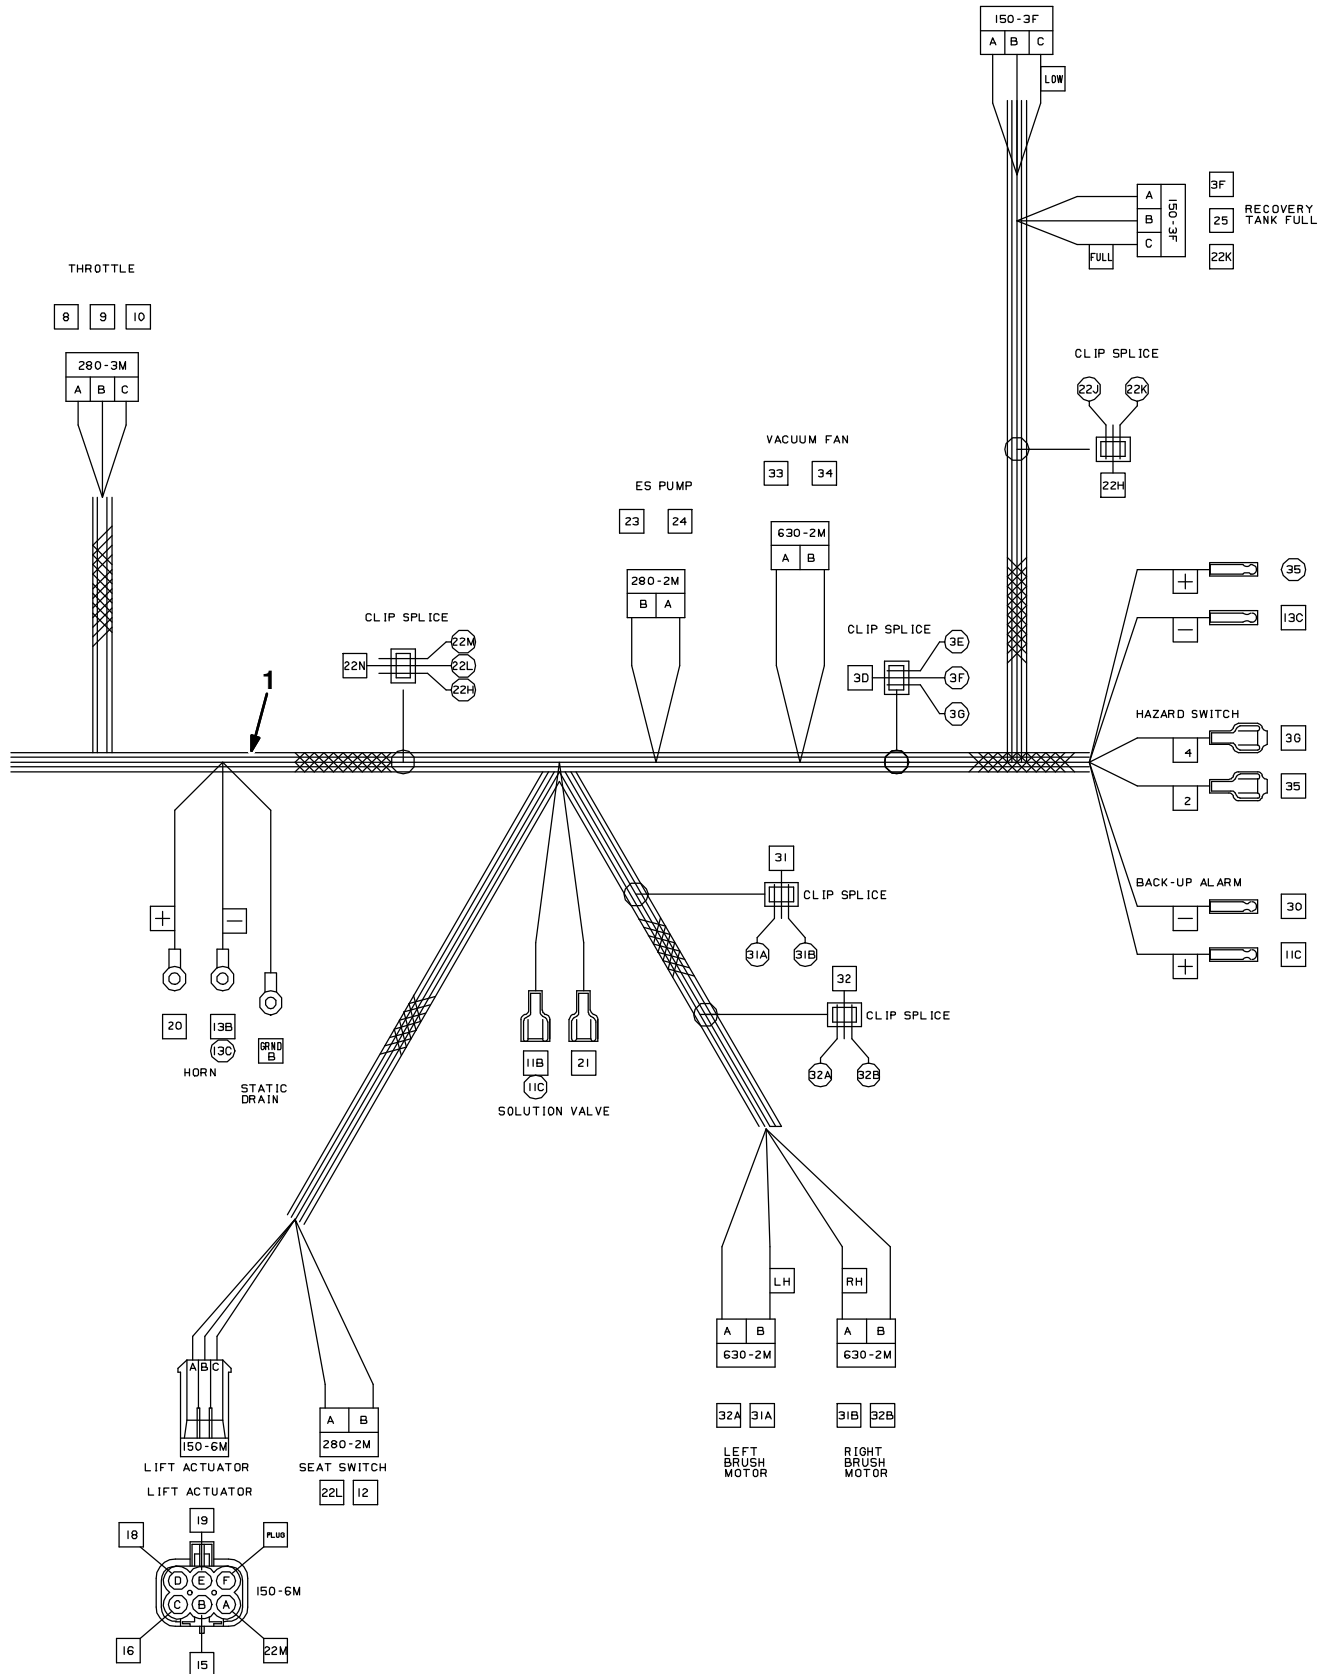 150-3F
A B C
LOW
3F
A
B
C
150-3F
25
RECOVERY
TANK FULL
FULL
22K
THROTTLE
8 9 10
280-3M
A B C
CLIP SPLICE
22J 22K
22H
VACUUM FAN
33 34
630-2M
A B
ES PUMP
23 24
280-2M
B A
CLIP SPLICE
22N
22M
22L
22H
CLIP SPLICE
3D
3E
3F
3G
1
+ 35
– 13C
HAZARD SWITCH
4 3G
2 35
BACK-UP ALARM
– 30
+ 11C
+ –
20 13B GRND B
13C
HORN
STATIC
DRAIN
11B 21
11C
SOLUTION VALVE
31
CLIP SPLICE
31A 31B
32
CLIP SPLICE
32A 32B
LH RH
A B
630-2M
A B
630-2M
32A 31A
31B 32B
LEFT
BRUSH
MOTOR
RIGHT
BRUSH
MOTOR
A B C
150-6M
LIFT ACTUATOR
A B
280-2M
SEAT SWITCH
22L 12
LIFT ACTUATOR
19
18 PLUG
D E F
150-6M
C B A
16 22M
15